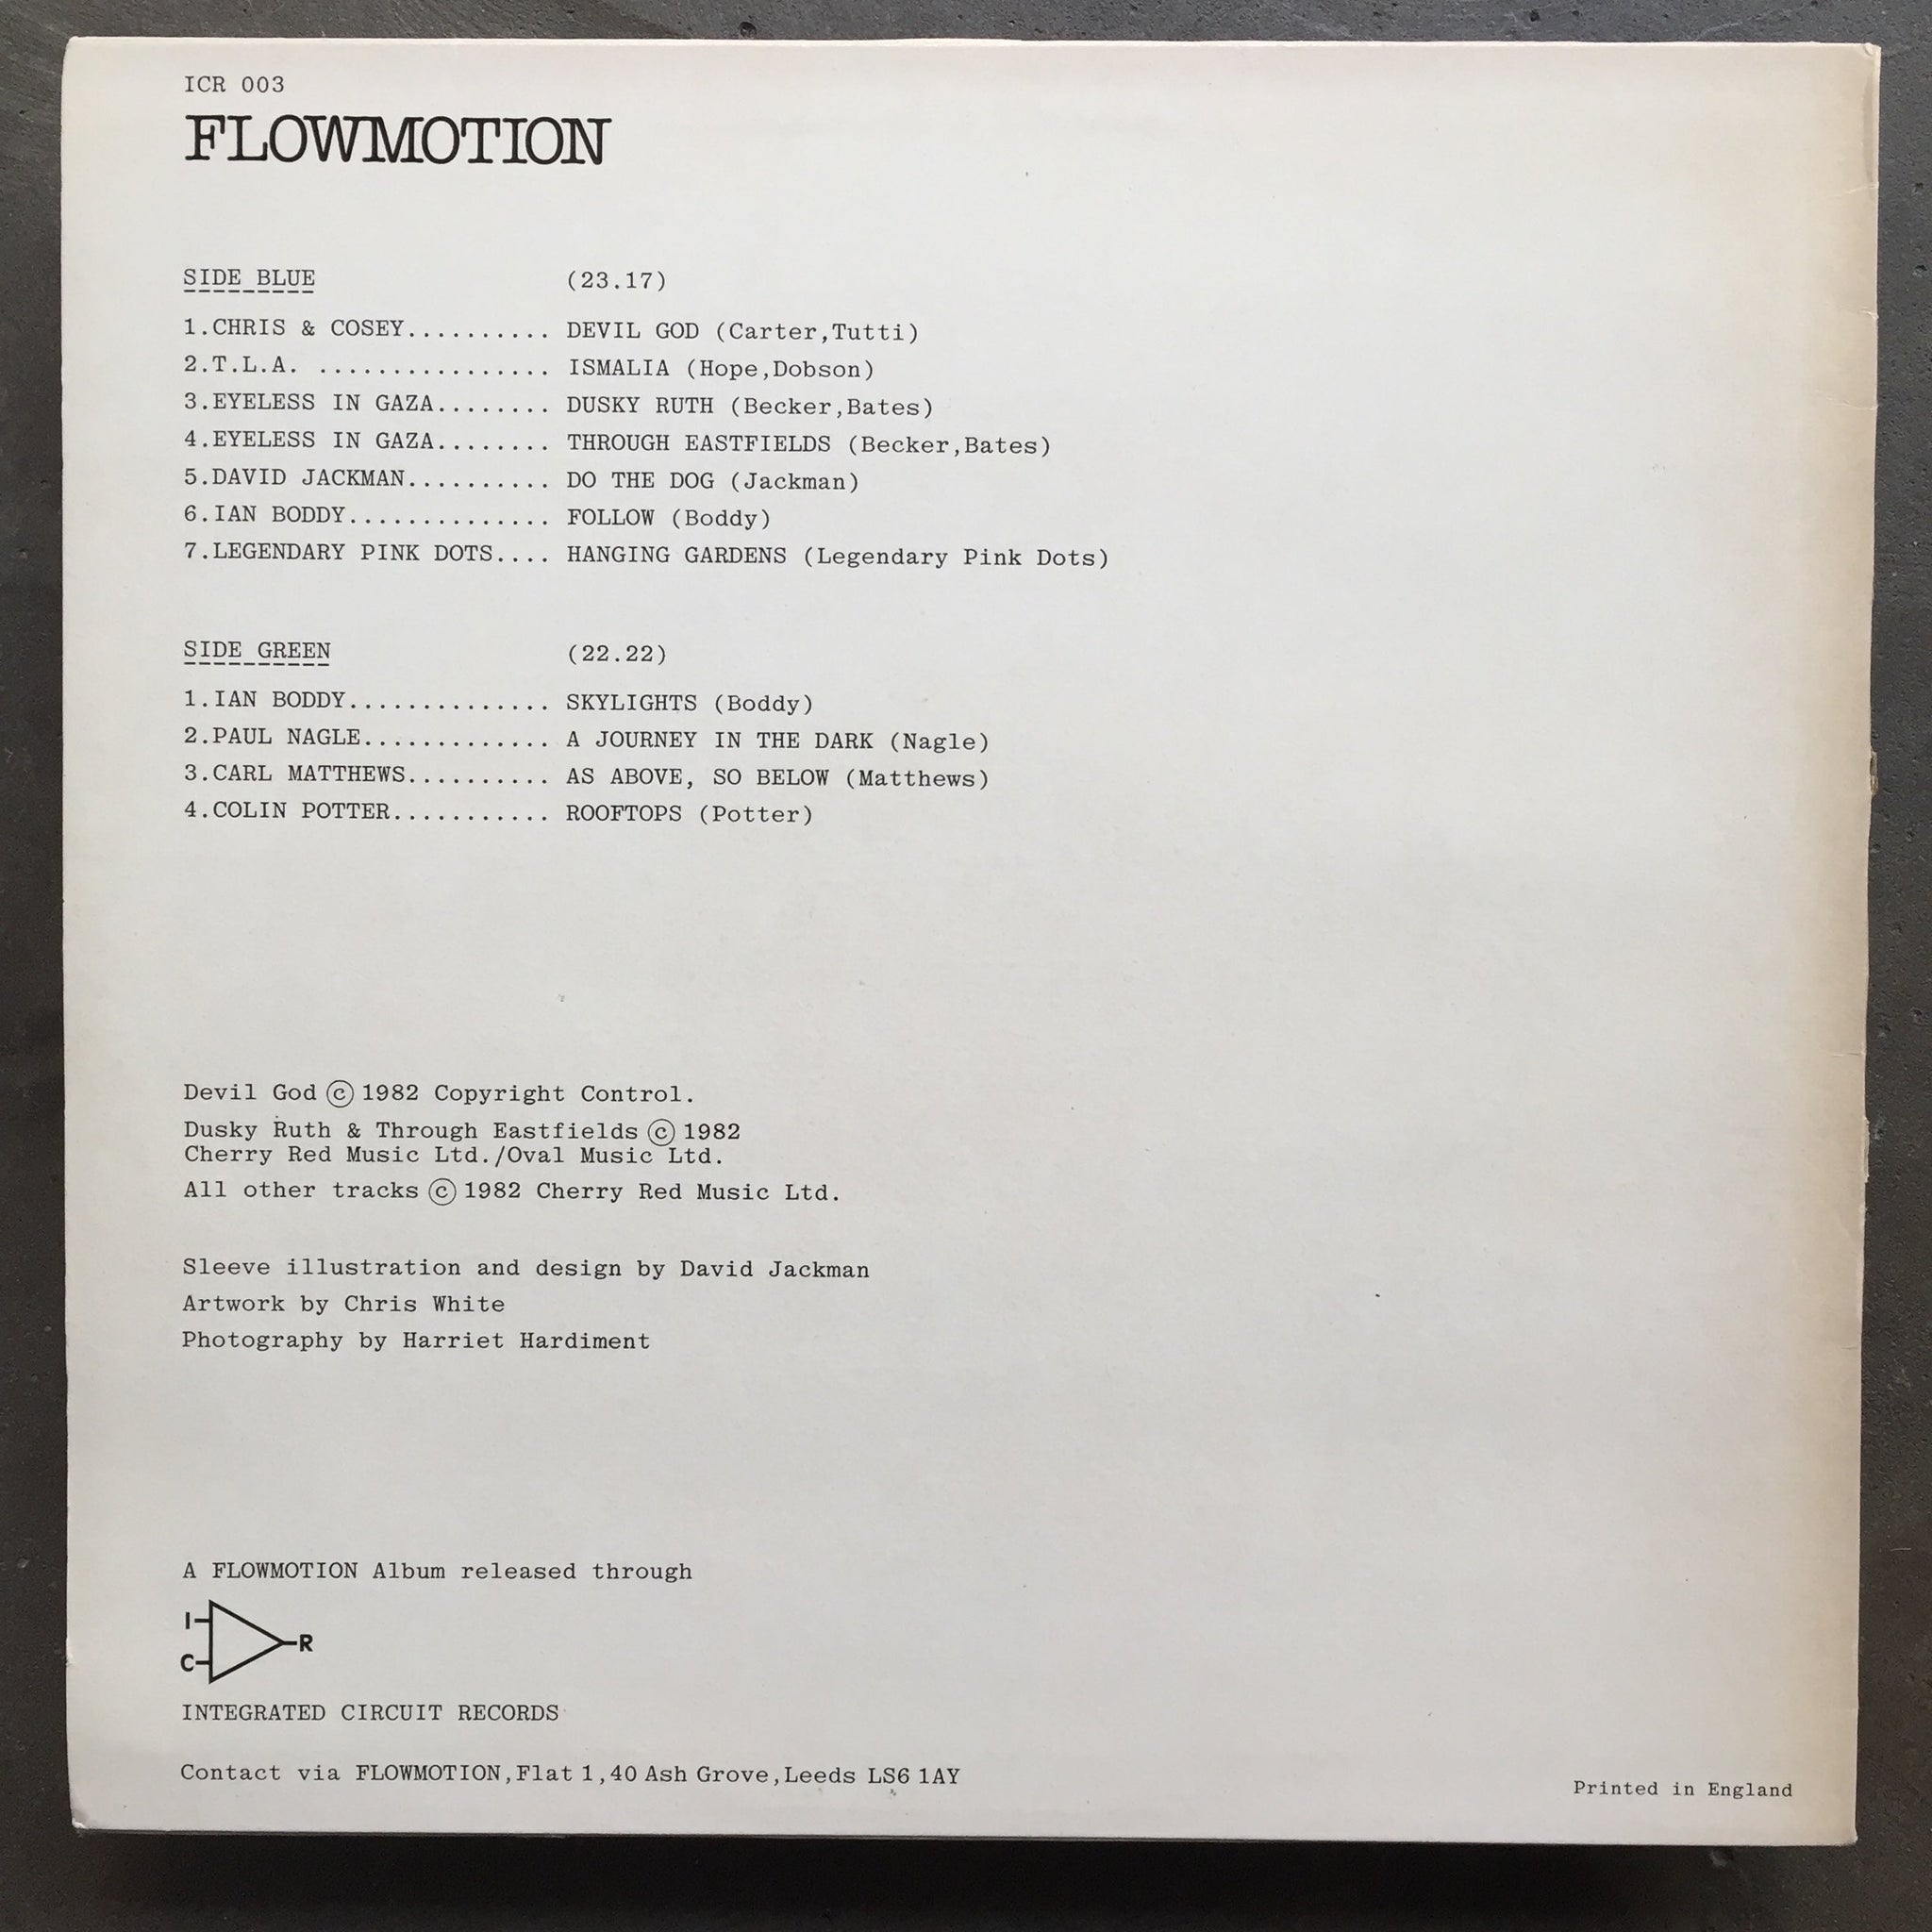 ICR 003
FLOWMOTION
SIDE BLUE (23.17)
1.CHRIS & COSEY.......... DEVIL GOD (Carter,Tutti)
2.T.L.A. ................ ISMALIA (Hope,Dobson)
3.EYELESS IN GAZA........ DUSKY RUTH (Becker,Bates)
4.EYELESS IN GAZA........ THROUGH EASTFIELDS (Becker,Bates)
5.DAVID JACKMAN.......... DO THE DOG (Jackman)
6.IAN BODDY.............. FOLLOW (Boddy)
7.LEGENDARY PINK DOTS.... HANGING GARDENS (Legendary Pink Dots)
SIDE GREEN (22.22)
1.IAN BODDY.............. SKYLIGHTS (Boddy)
2.PAUL NAGLE............. A JOURNEY IN THE DARK (Nagle)
3.CARL MATTHEWS.......... AS ABOVE, SO BELOW (Matthews)
4.COLIN POTTER........... ROOFTOPS (Potter)
Devil God © 1982 Copyright Control.
Dusky Ruth & Through Eastfields © 1982
Cherry Red Music Ltd./Oval Music Ltd.
All other tracks © 1982 Cherry Red Music Ltd.
Sleeve illustration and design by David Jackman
Artwork by Chris White
Photography by Harriet Hardiment
A FLOWMOTION Album released through
I
C
R
INTEGRATED CIRCUIT RECORDS
Contact via FLOWMOTION,Flat 1,40 Ash Grove,Leeds LS6 1AY
Printed in England